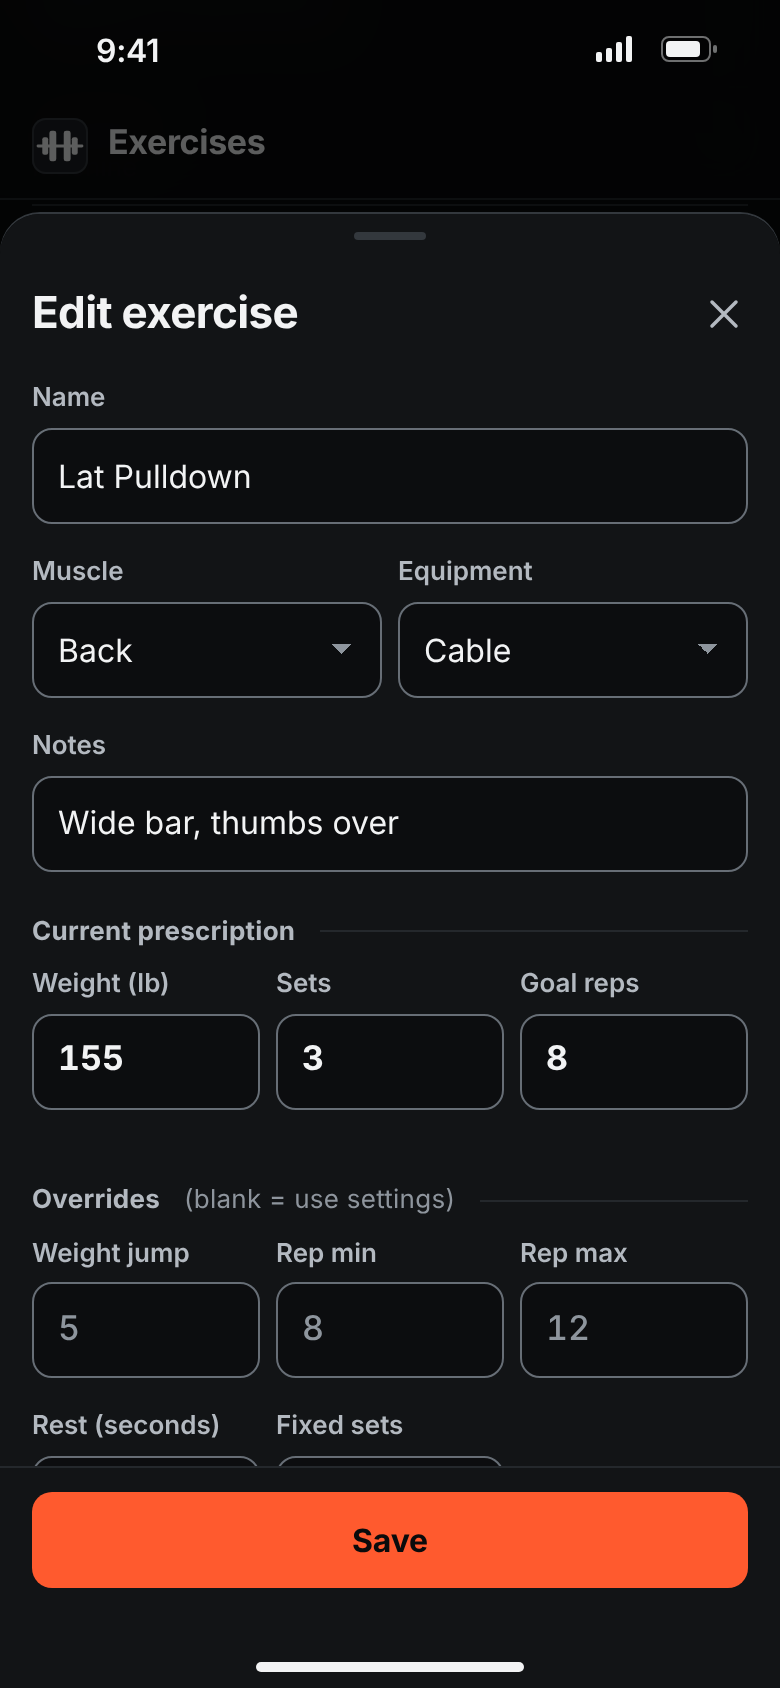 9:41
Exercises
Edit exercise
Name
Lat Pulldown
Muscle Equipment
Back Cable
Notes
Wide bar, thumbs over
Current prescription
Weight (lb) Sets Goal reps
155 3 8
Overrides (blank = use settings)
Weight jump Rep min Rep max
5 8 12
Rest (seconds) Fixed sets
Save